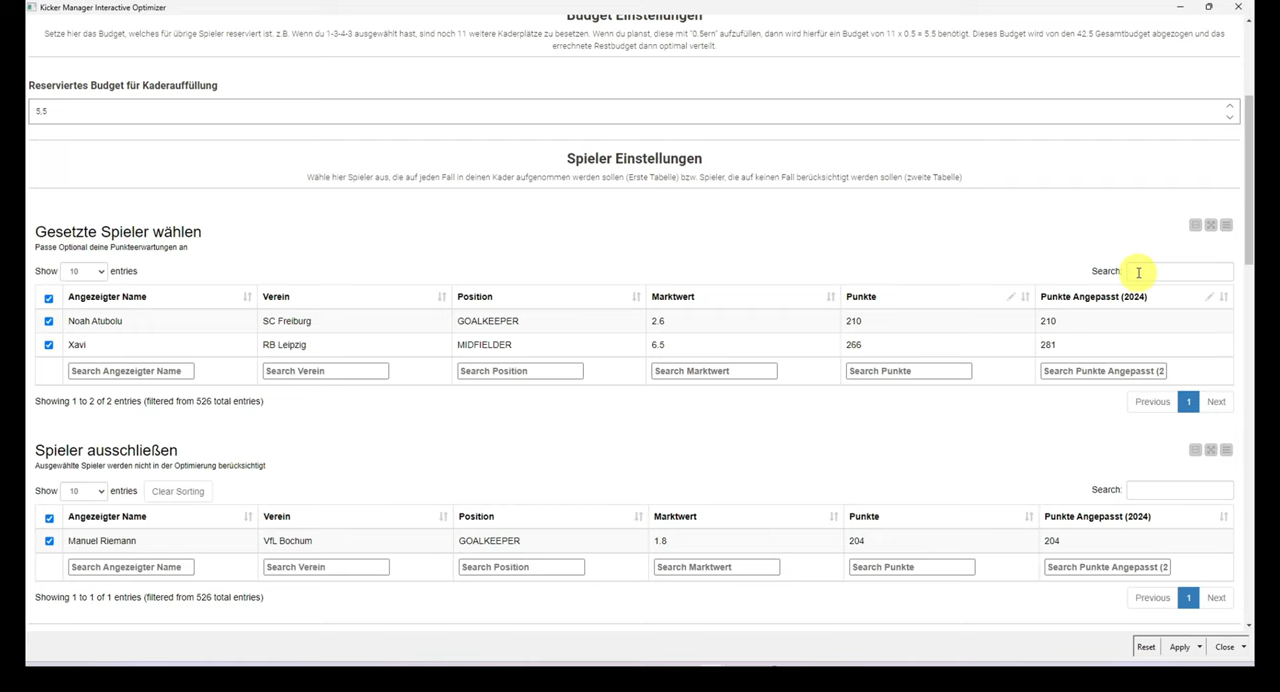 Kicker Manager Interactive Optimizer
Budget Einstellungen
Setze hier das Budget, welches für übrige Spieler reserviert ist. z.B. Wenn du 1-3-4-3 ausgewählt hast, sind noch 11 weitere Kaderplätze zu besetzen. Wenn du planst, diese mit "0.5ern" aufzufüllen, dann wird hierfür ein Budget von 11 x 0.5 = 5.5 benötigt. Dieses Budget wird von den 42.5 Gesamtbudget abgezogen und das
errechnete Restbudget dann optimal verteilt.
Reserviertes Budget für Kaderauffüllung
5,5
Spieler Einstellungen
Wähle hier Spieler aus, die auf jeden Fall in deinen Kader aufgenommen werden sollen (Erste Tabelle) bzw. Spieler, die auf keinen Fall berücksichtigt werden sollen (zweite Tabelle)
Gesetzte Spieler wählen
Passe Optional deine Punkteerwartungen an
Show 10 entries Search:
Angezeigter Name Verein Position Marktwert Punkte Punkte Angepasst (2024)
Noah Atubolu SC Freiburg GOALKEEPER 2.6 210 210
Xavi RB Leipzig MIDFIELDER 6.5 266 281
Search Angezeigter Name Search Verein Search Position Search Marktwert Search Punkte Search Punkte Angepasst (2
Showing 1 to 2 of 2 entries (filtered from 526 total entries) Previous 1 Next
Spieler ausschließen
Ausgewählte Spieler werden nicht in der Optimierung berücksichtigt
Show 10 entries Clear Sorting Search:
Angezeigter Name Verein Position Marktwert Punkte Punkte Angepasst (2024)
Manuel Riemann VfL Bochum GOALKEEPER 1.8 204 204
Search Angezeigter Name Search Verein Search Position Search Marktwert Search Punkte Search Punkte Angepasst (2
Showing 1 to 1 of 1 entries (filtered from 526 total entries) Previous 1 Next
Reset Apply Close